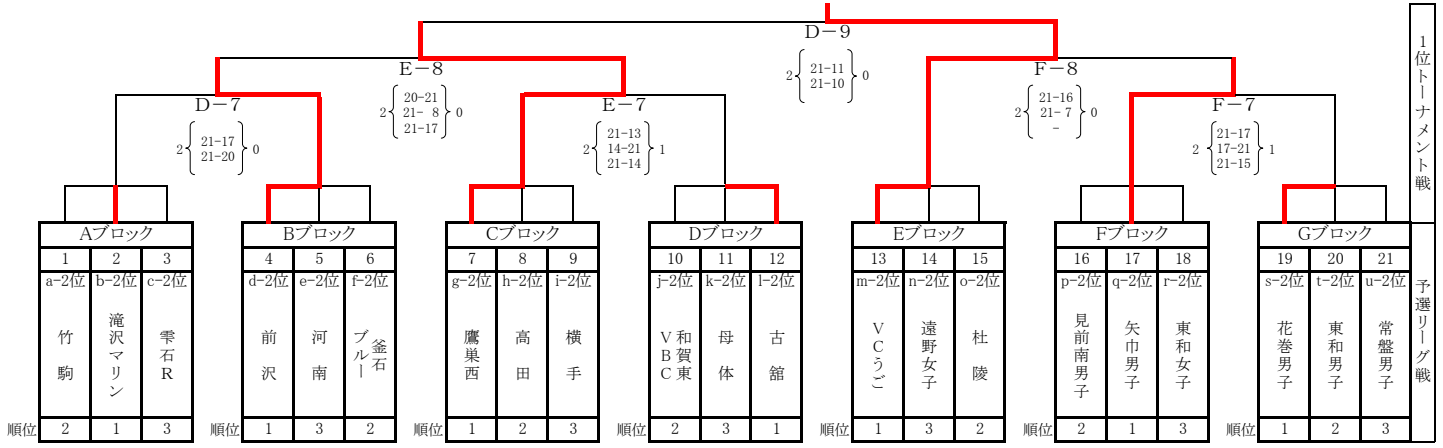 D-9
2 21-11 0
21-10
E-8
2 20-21 0
21- 8
21-17
F-8
2 21-16 0
21- 7
-
D-7
2 21-17 0
21-20
E-7
2 21-13 1
14-21
21-14
F-7
2 21-17 1
17-21
21-15
1位トーナメント戦
Aブロック Bブロック Cブロック Dブロック Eブロック Fブロック Gブロック
1 2 3 4 5 6 7 8 9 10 11 12 13 14 15 16 17 18 19 20 21
a-2位 b-2位 c-2位 d-2位 e-2位 f-2位 g-2位 h-2位 i-2位 j-2位 k-2位 l-2位 m-2位 n-2位 o-2位 p-2位 q-2位 r-2位 s-2位 t-2位 u-2位
竹駒
滝沢マリン
雫石R
前沢
河南
釜石
ブルー
鷹巣西
高田
横手
和賀東
VBC
母体
古舘
VCうご
遠野女子
杜陵
見前南男子
矢巾男子
東和女子
花巻男子
東和男子
常盤男子
予選リーグ戦
順位 2 1 3 順位 1 3 2 順位 1 2 3 順位 2 3 1 順位 1 3 2 順位 2 1 3 順位 1 2 3